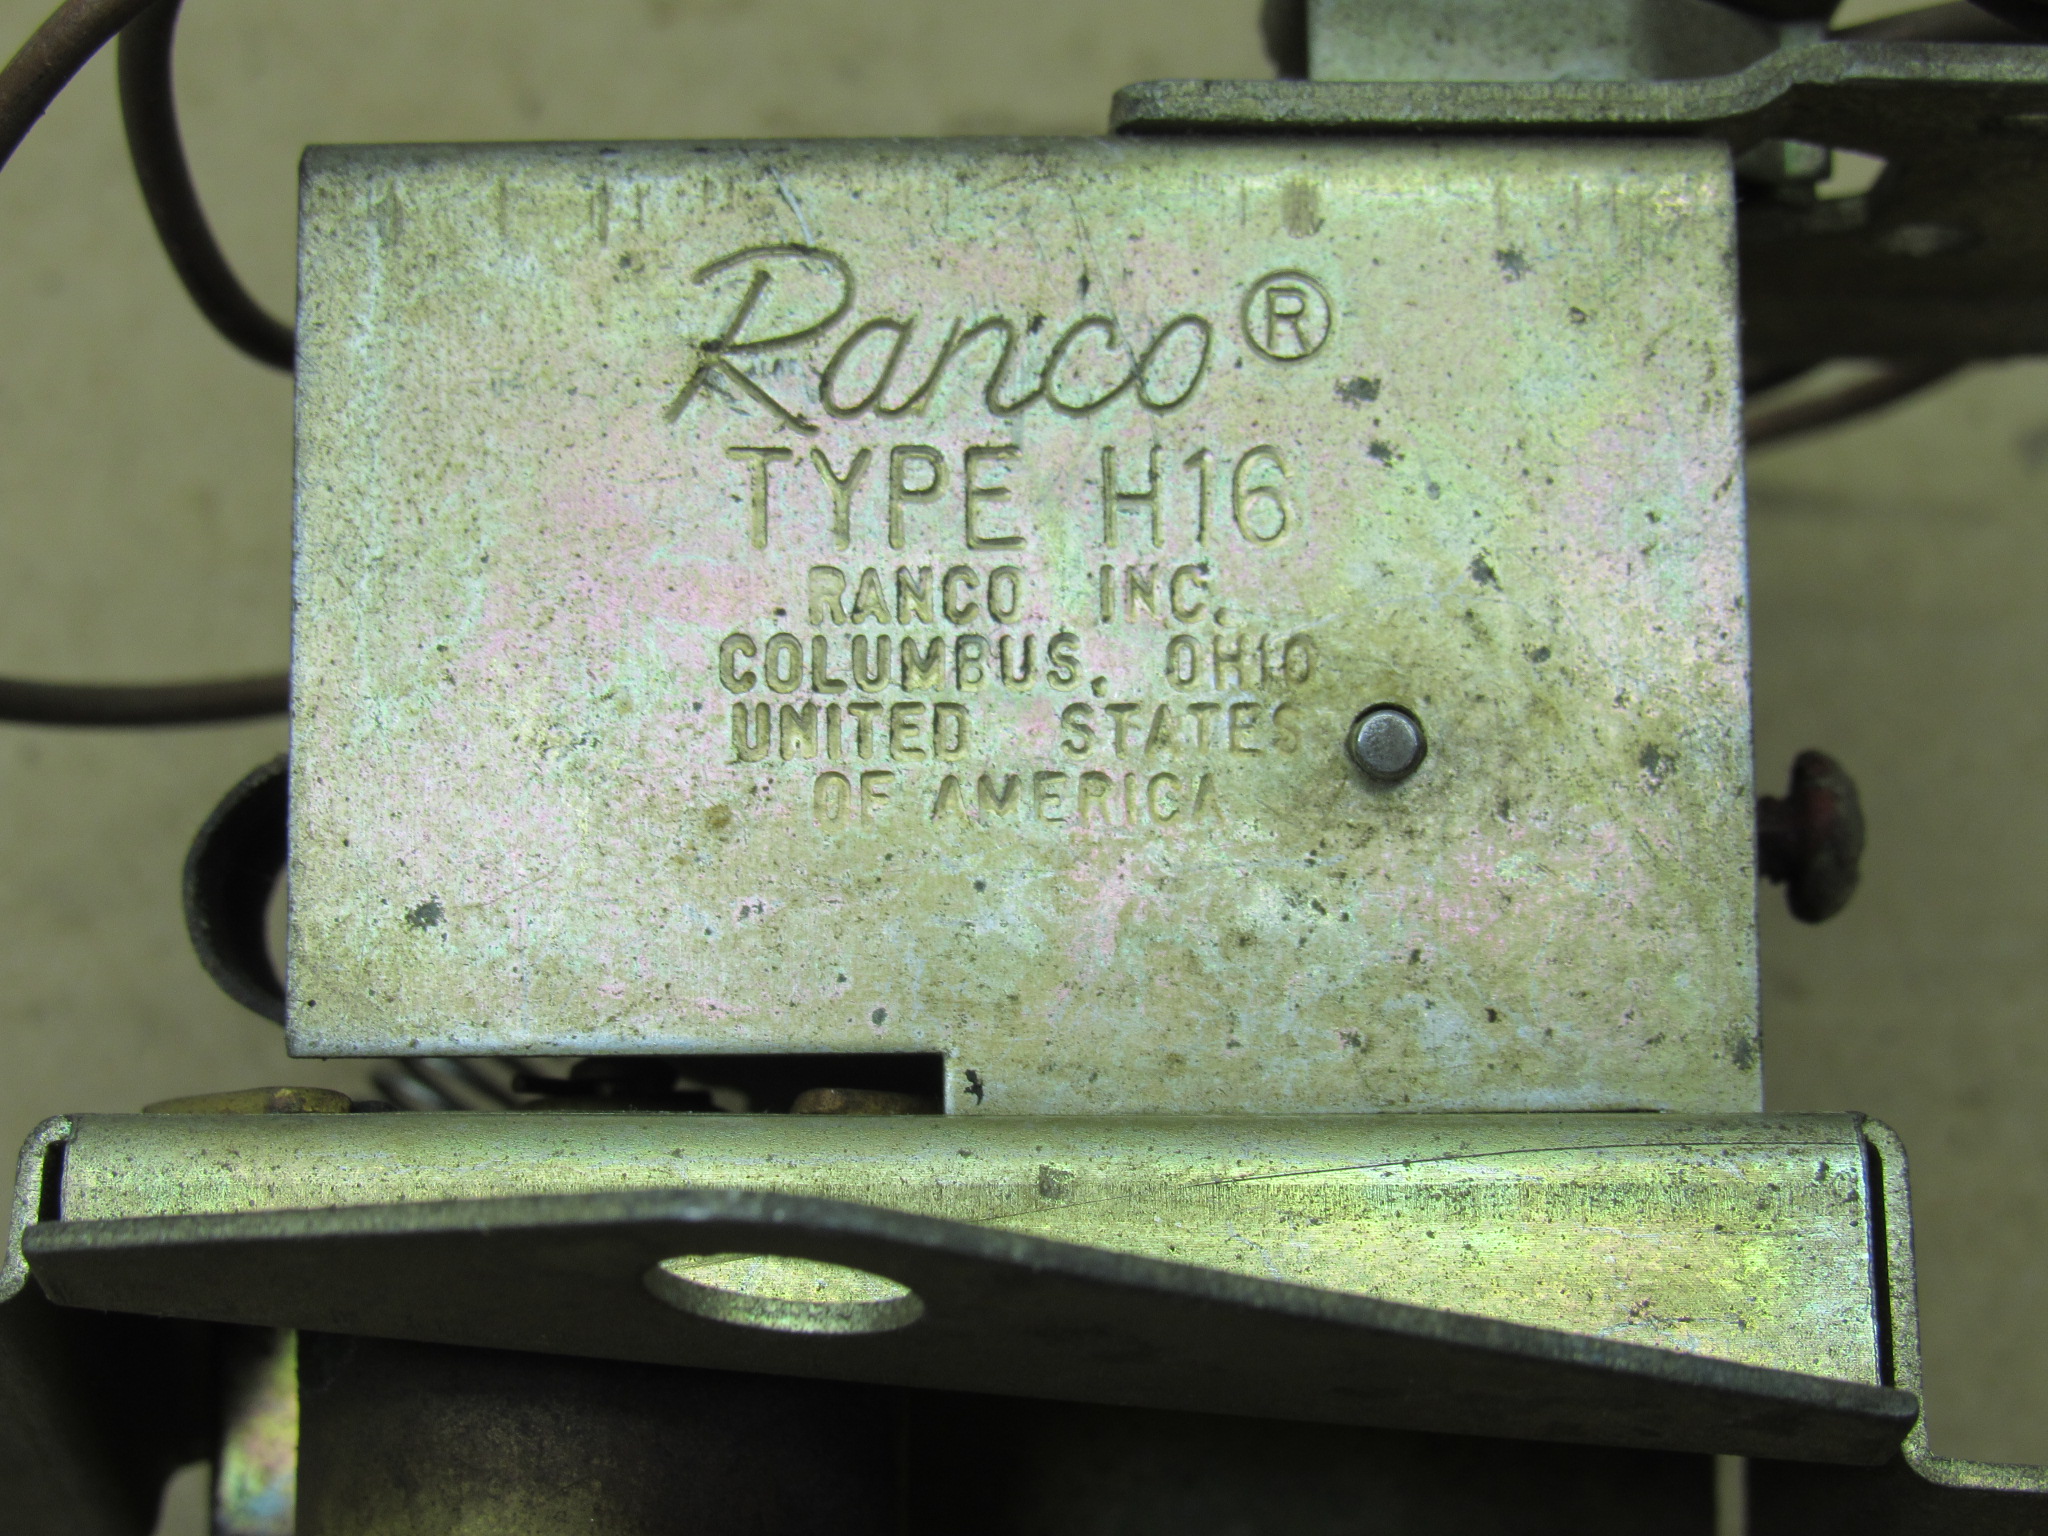 Ranco®
TYPE H16
RANCO INC.
COLUMBUS, OHIO
UNITED STATES
OF AMERICA